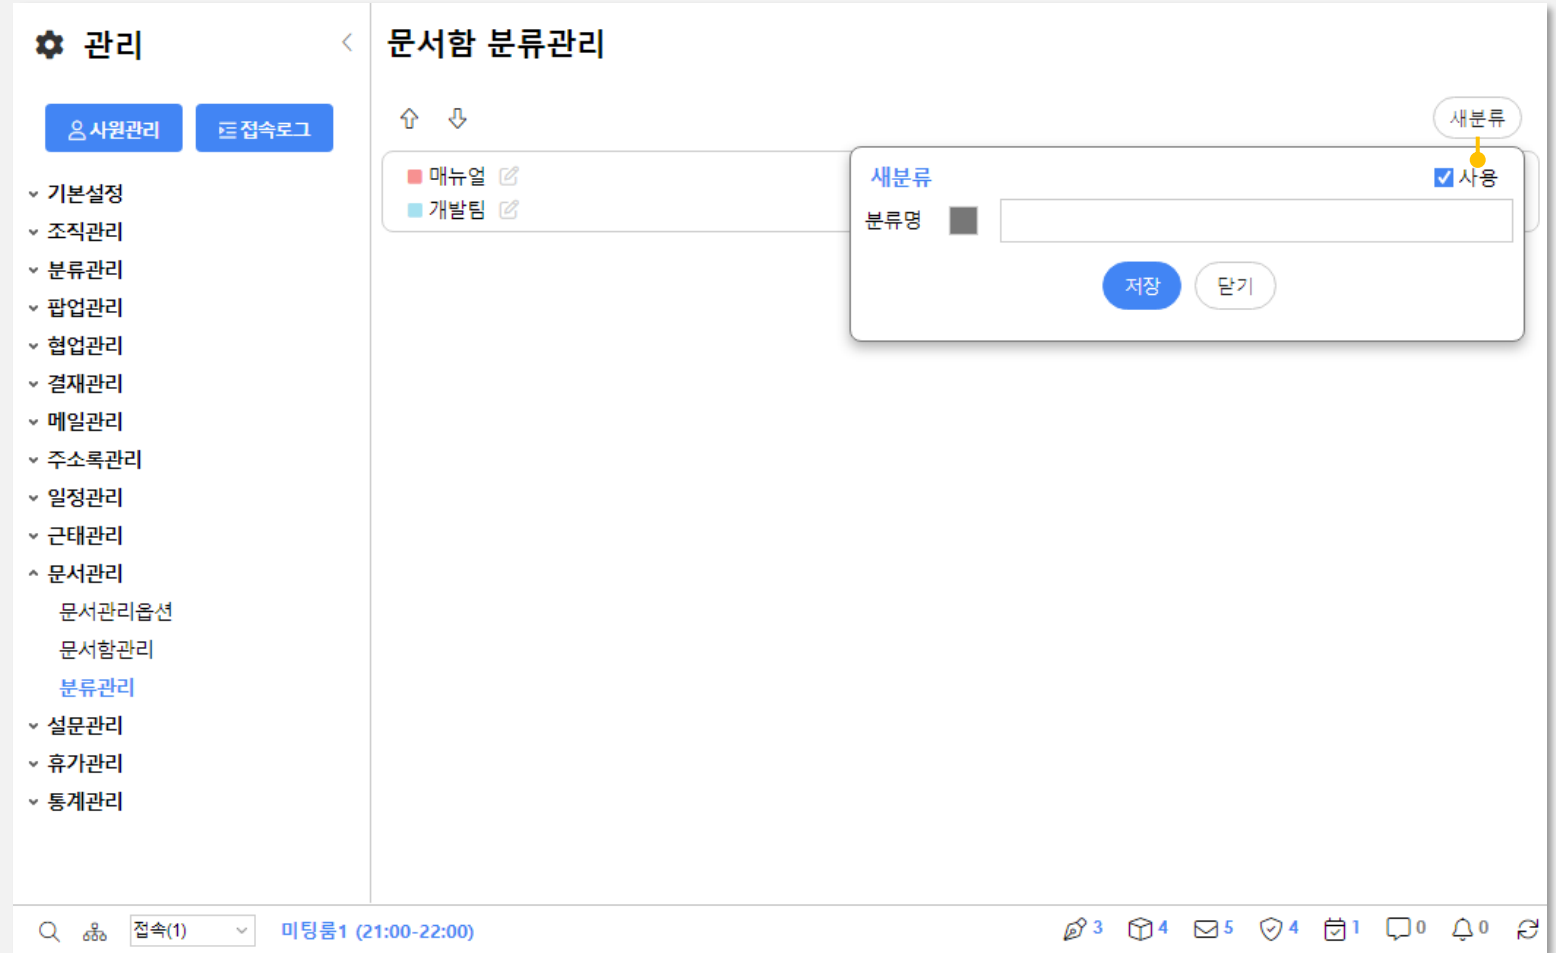 관리
사원관리 접속로그
기본설정
조직관리
분류관리
팝업관리
협업관리
결재관리
메일관리
주소록관리
일정관리
근태관리
문서관리
문서관리옵션
문서함관리
분류관리
설문관리
휴가관리
통계관리
문서함 분류관리
새분류
매뉴얼
개발팀
새분류 사용
분류명
저장 닫기
접속(1) 미팅룸1 (21:00-22:00) 3 4 5 4 1 0 0